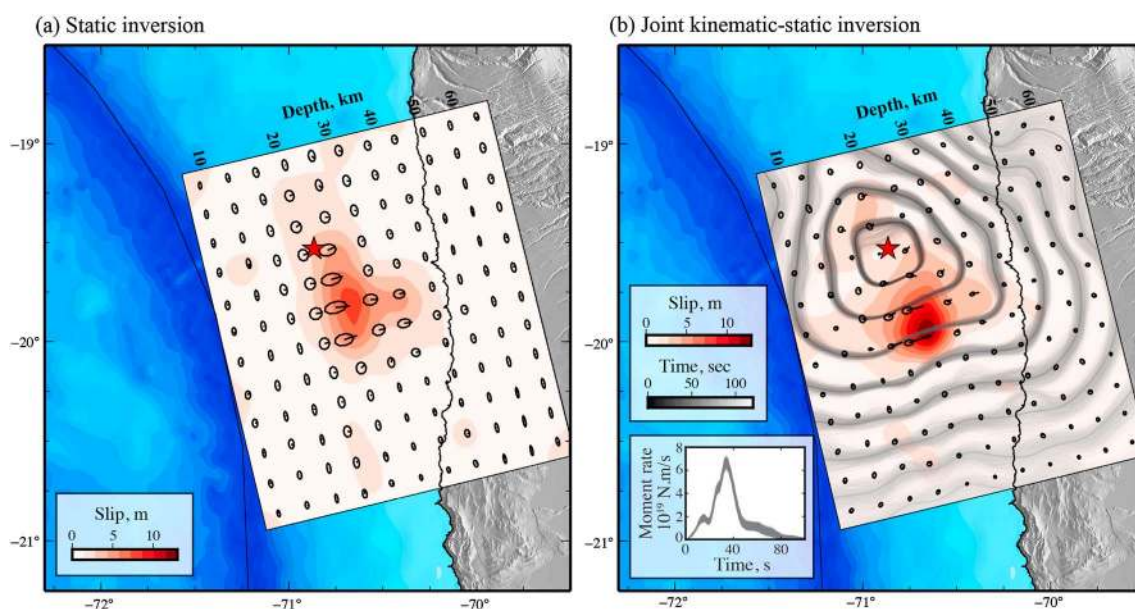 (a) Static inversion
Depth, km
10 20 30 40 50 60
−19°
−20°
−21°
−72° −71° −70°
Slip, m
0 5 10
(b) Joint kinematic-static inversion
Depth, km
10 20 30 40 50 60
−19°
−20°
−21°
−72° −71° −70°
Slip, m
0 5 10
Time, sec
0 50 100
Moment rate
10¹⁹ N.m/s
8
6
4
2
0
0 40 80
Time, s